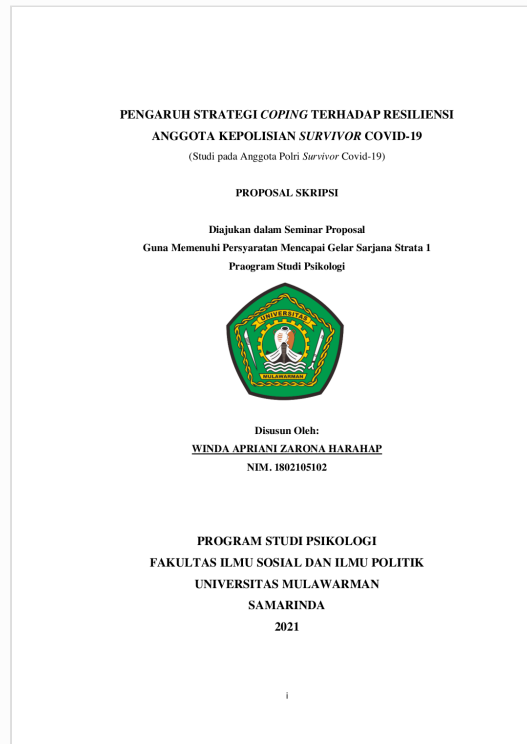 PENGARUH STRATEGI COPING TERHADAP RESILIENSI
ANGGOTA KEPOLISIAN SURVIVOR COVID-19
(Studi pada Anggota Polri Survivor Covid-19)
PROPOSAL SKRIPSI
Diajukan dalam Seminar Proposal
Guna Memenuhi Persyaratan Mencapai Gelar Sarjana Strata 1
Praogram Studi Psikologi
UNIVERSITAS
MULAWARMAN
Disusun Oleh:
WINDA APRIANI ZARONA HARAHAP
NIM. 1802105102
PROGRAM STUDI PSIKOLOGI
FAKULTAS ILMU SOSIAL DAN ILMU POLITIK
UNIVERSITAS MULAWARMAN
SAMARINDA
2021
i